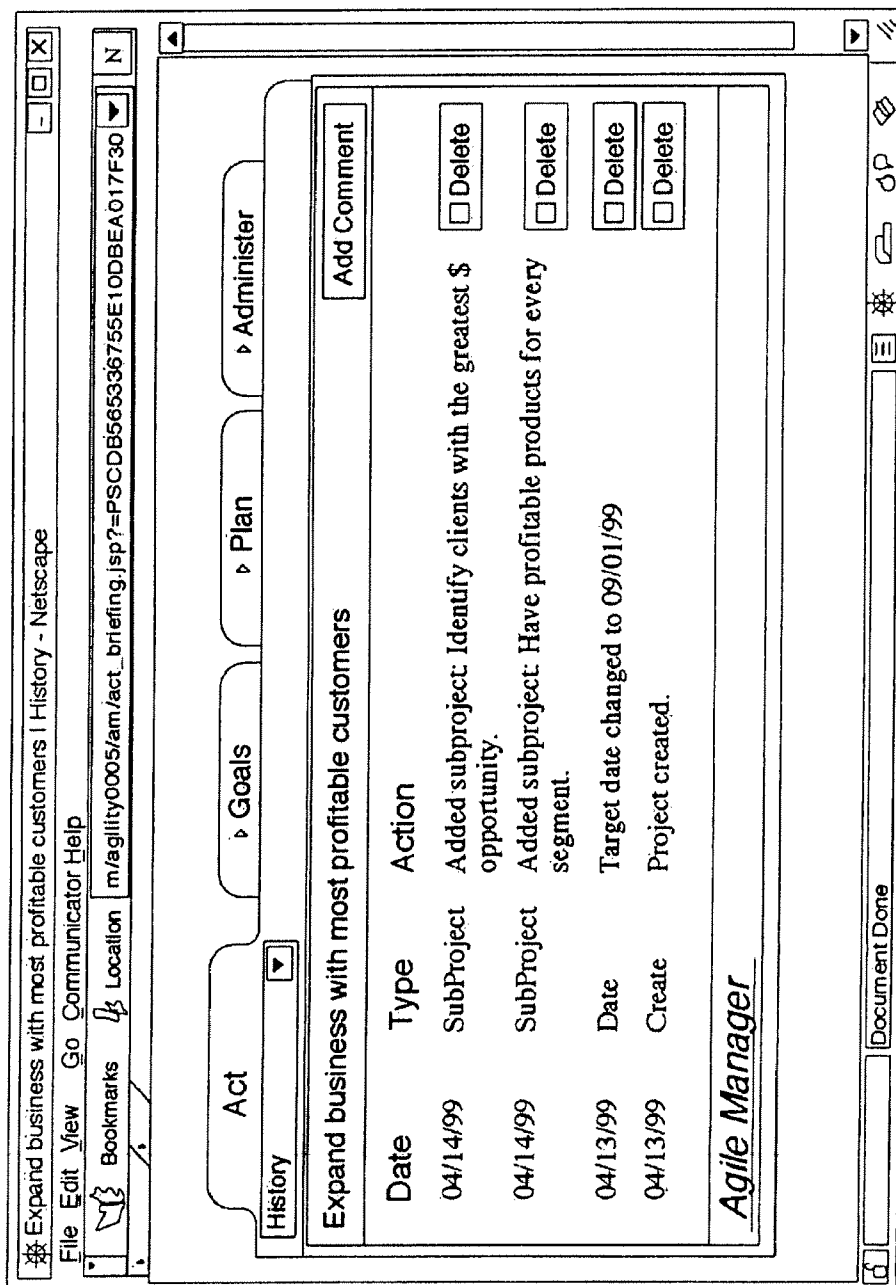 Expand business with most profitable customers | History - Netscape
File Edit View Go Communicator Help
Bookmarks Location m/agility0005/am/act_briefing.jsp?=PSCDB565336755E10DBEA017F30 N
Act Goals Plan Administer
History
Expand business with most profitable customers Add Comment
Date Type Action
04/14/99 SubProject Added subproject: Identify clients with the greatest $ Delete
opportunity.
04/14/99 SubProject Added subproject: Have profitable products for every Delete
segment.
04/13/99 Date Target date changed to 09/01/99 Delete
04/13/99 Create Project created. Delete
Agile Manager
Document Done